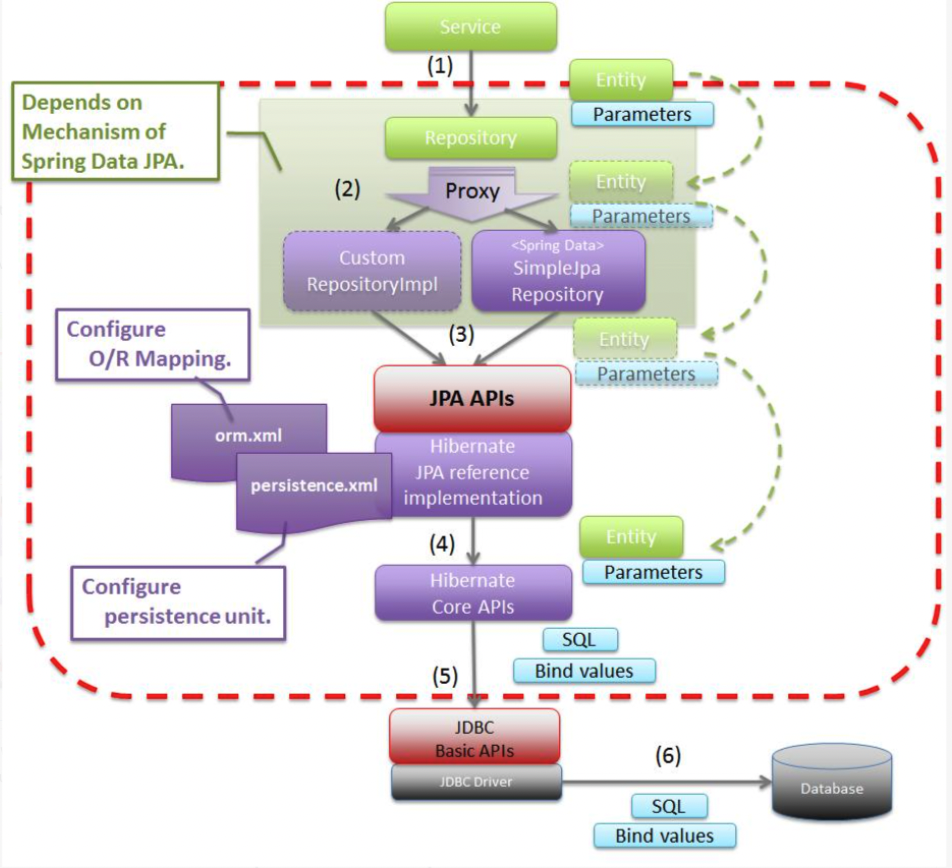 Service
(1)
Entity
Parameters
Depends on
Mechanism of
Spring Data JPA.
Repository
(2)
Proxy
Entity
Parameters
Custom
RepositoryImpl
<Spring Data>
SimpleJpa
Repository
(3)
Entity
Parameters
Configure
O/R Mapping.
JPA APIs
orm.xml
Hibernate
JPA reference
implementation
persistence.xml
(4)
Entity
Parameters
Configure
persistence unit.
Hibernate
Core APIs
SQL
Bind values
(5)
JDBC
Basic APIs
JDBC Driver
(6)
Database
SQL
Bind values